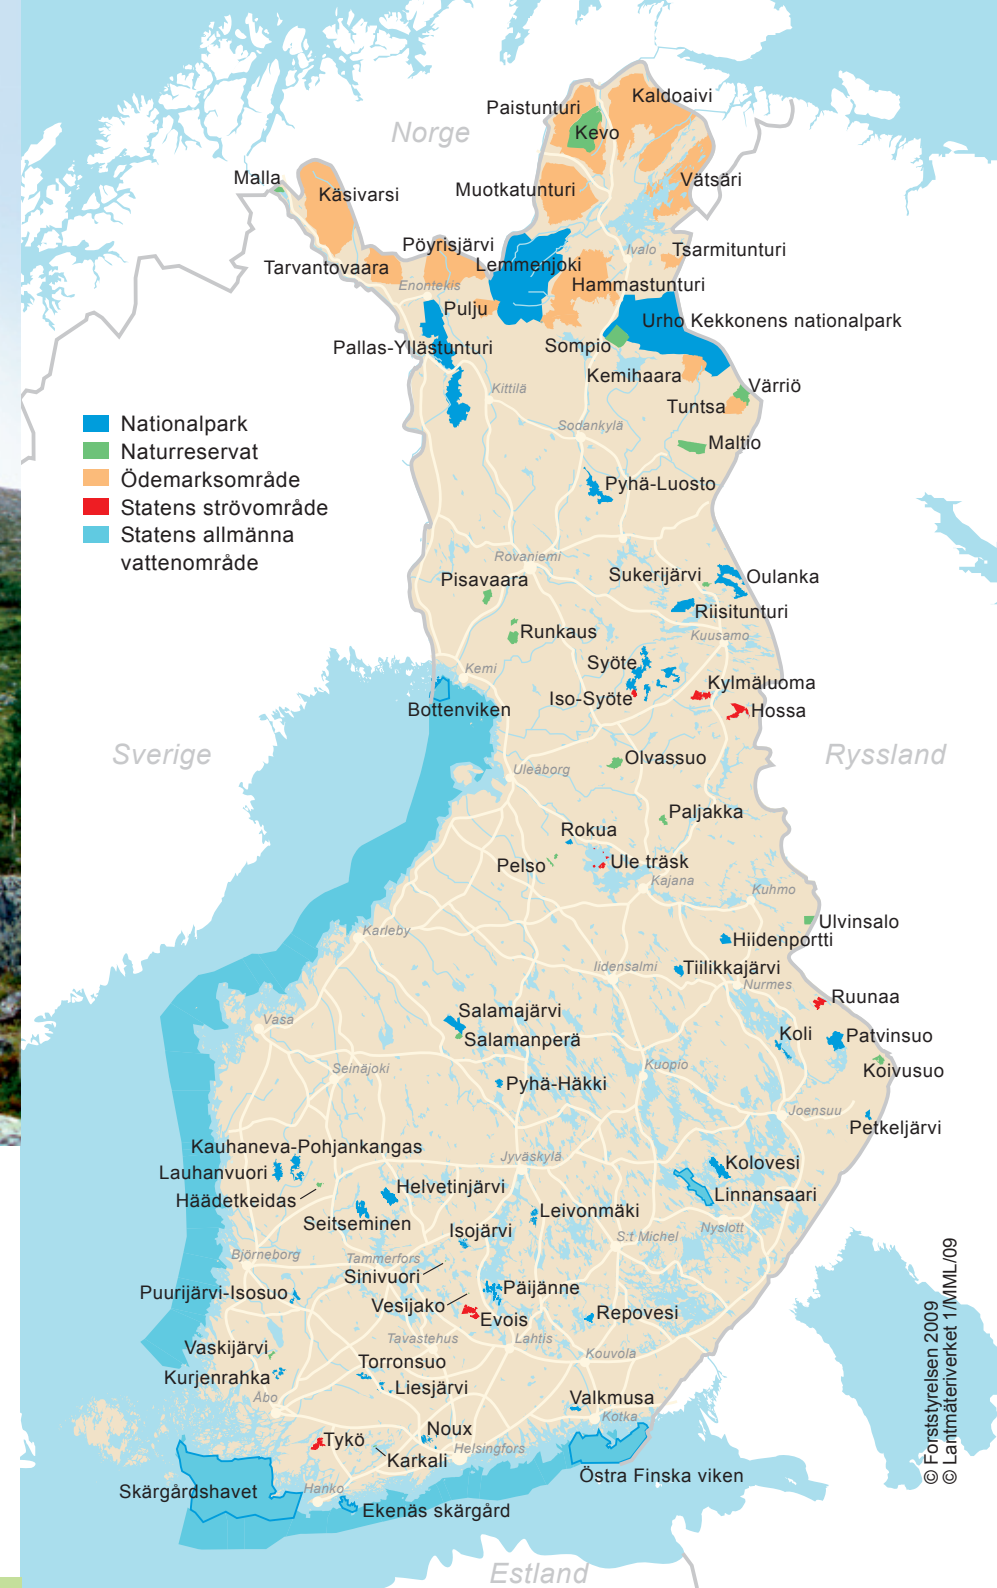 Norge
Paistunturi
Kaldoaivi
Kevo
Malla
Käsivarsi
Muotkatunturi
Vätsäri
Pöyrisjärvi
Ivalo
Tsarmitunturi
Tarvantovaara
Lemmenjoki
Enontekis
Hammastunturi
Pulju
Urho Kekkonens nationalpark
Pallas-Yllästunturi
Sompio
Kemihaara
Värriö
Kittilä
Tuntsa
Sodankylä
Maltio
Nationalpark
Naturreservat
Ödemarksområde
Statens strövområde
Statens allmänna
vattenområde
Pyhä-Luosto
Rovaniemi
Pisavaara
Sukerijärvi
Oulanka
Riisitunturi
Runkaus
Kuusamo
Syöte
Kemi
Kylmäluoma
Iso-Syöte
Bottenviken
Hossa
Sverige
Ryssland
Olvassuo
Uleåborg
Paljakka
Rokua
Pelso
Ule träsk
Kajana
Kuhmo
Ulvinsalo
Karleby
Hiidenportti
Iidensalmi
Tiilikkajärvi
Nurmes
Ruunaa
Salamajärvi
Vasa
Salamanperä
Koli
Patvinsuo
Seinäjoki
Kuopio
Koivusuo
Pyhä-Häkki
Joensuu
Petkeljärvi
Kauhaneva-Pohjankangas
Jyväskylä
Lauhanvuori
Kolovesi
Häädetkeidas
Helvetinjärvi
Linnansaari
Seitseminen
Leivonmäki
Isojärvi
Nyslott
S:t Michel
Björneborg
Tammerfors
Sinivuori
Puurijärvi-Isosuo
Päijänne
Vesijako
Evois
Repovesi
Tavastehus
Lahtis
Vaskijärvi
Kouvola
Torronsuo
Kurjenrahka
Liesjärvi
Åbo
Valkmusa
Kotka
Noux
Tykö
Helsingfors
Karkali
Östra Finska viken
Skärgårdshavet
Hanko
Ekenäs skärgård
Estland
© Forststyrelsen 2009
© Lantmäteriverket 1/MML/09